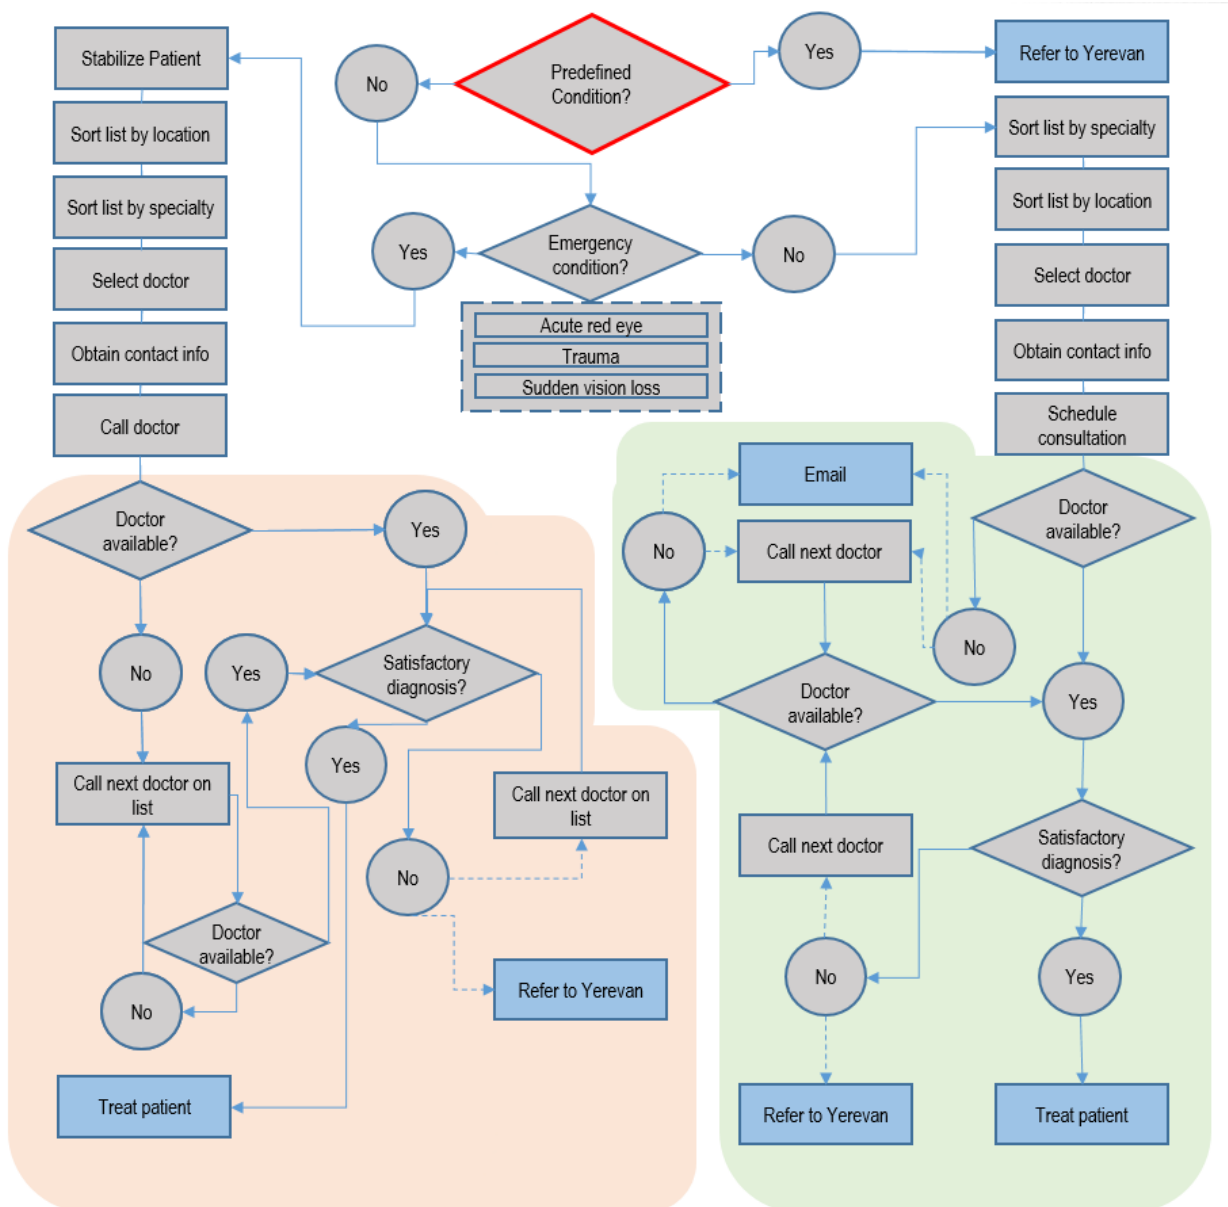 Predefined
Condition?
No
Yes
Refer to Yerevan
Stabilize Patient
Sort list by location
Sort list by specialty
Select doctor
Obtain contact info
Call doctor
Emergency
condition?
Yes
No
Acute red eye
Trauma
Sudden vision loss
Sort list by specialty
Sort list by location
Select doctor
Obtain contact info
Schedule
consultation
Doctor
available?
Yes
No
Yes
Satisfactory
diagnosis?
Yes
Call next doctor on
list
Call next doctor on
list
No
Doctor
available?
No
Refer to Yerevan
Treat patient
Email
Doctor
available?
No
Call next doctor
No
Doctor
available?
Yes
Call next doctor
Satisfactory
diagnosis?
No
Yes
Refer to Yerevan
Treat patient